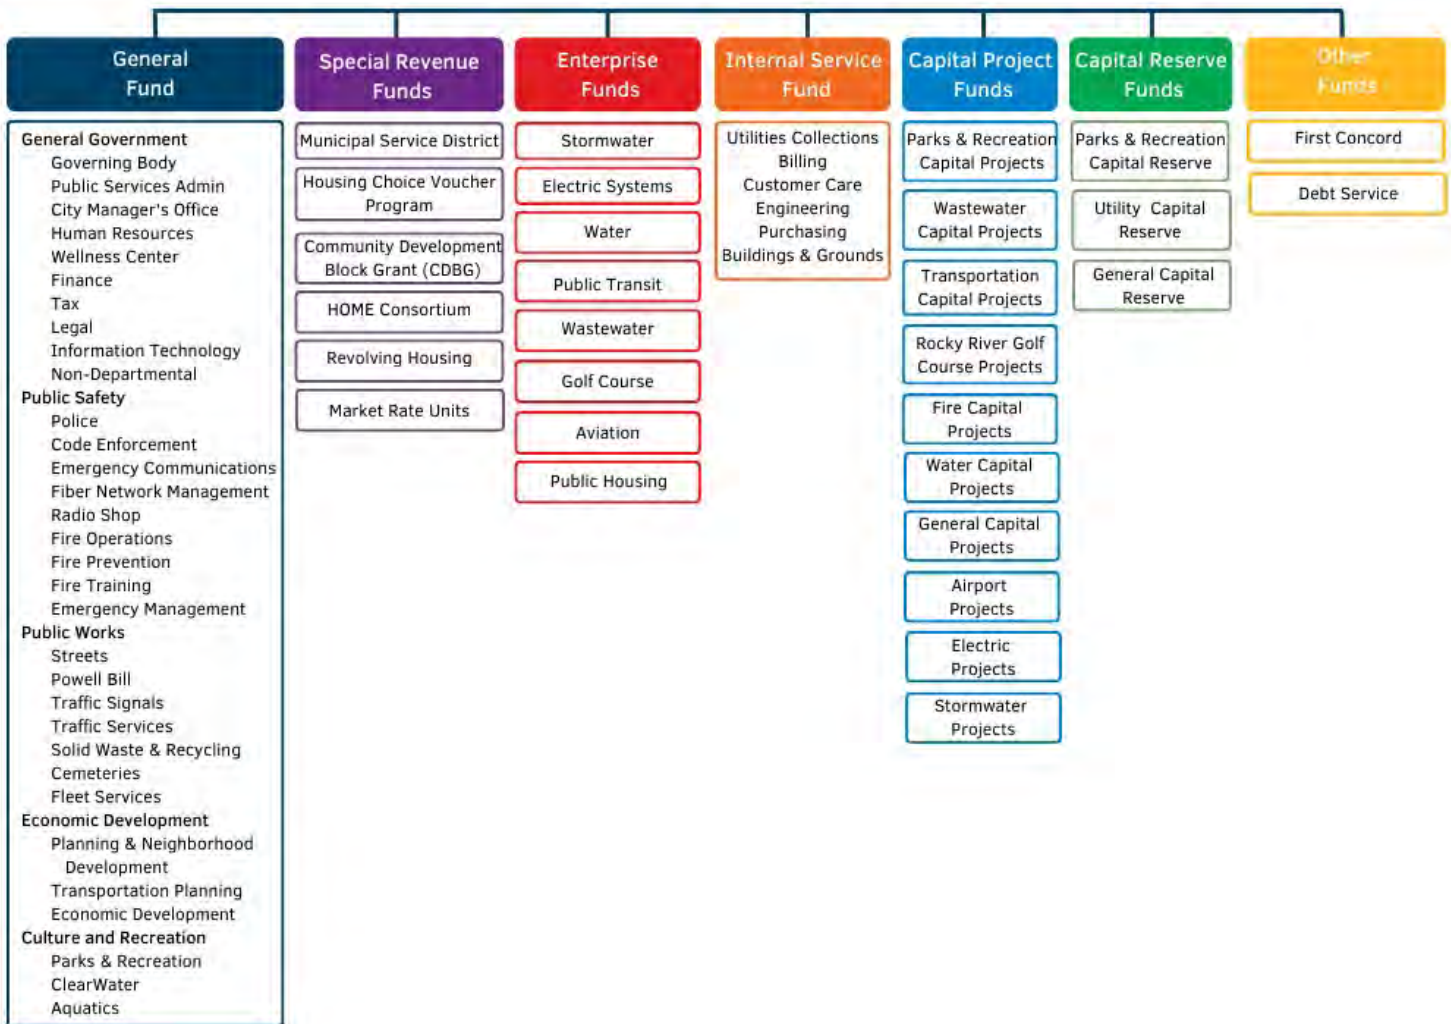 General
Fund
General Government
Governing Body
Public Services Admin
City Manager's Office
Human Resources
Wellness Center
Finance
Tax
Legal
Information Technology
Non-Departmental
Public Safety
Police
Code Enforcement
Emergency Communications
Fiber Network Management
Radio Shop
Fire Operations
Fire Prevention
Fire Training
Emergency Management
Public Works
Streets
Powell Bill
Traffic Signals
Traffic Services
Solid Waste & Recycling
Cemeteries
Fleet Services
Economic Development
Planning & Neighborhood
Development
Transportation Planning
Economic Development
Culture and Recreation
Parks & Recreation
ClearWater
Aquatics
Special Revenue
Funds
Municipal Service District
Housing Choice Voucher
Program
Community Development
Block Grant (CDBG)
HOME Consortium
Revolving Housing
Market Rate Units
Enterprise
Funds
Stormwater
Electric Systems
Water
Public Transit
Wastewater
Golf Course
Aviation
Public Housing
Internal Service
Fund
Utilities Collections
Billing
Customer Care
Engineering
Purchasing
Buildings & Grounds
Capital Project
Funds
Parks & Recreation
Capital Projects
Wastewater
Capital Projects
Transportation
Capital Projects
Rocky River Golf
Course Projects
Fire Capital
Projects
Water Capital
Projects
General Capital
Projects
Airport
Projects
Electric
Projects
Stormwater
Projects
Capital Reserve
Funds
Parks & Recreation
Capital Reserve
Utility Capital
Reserve
General Capital
Reserve
Other
Funds
First Concord
Debt Service